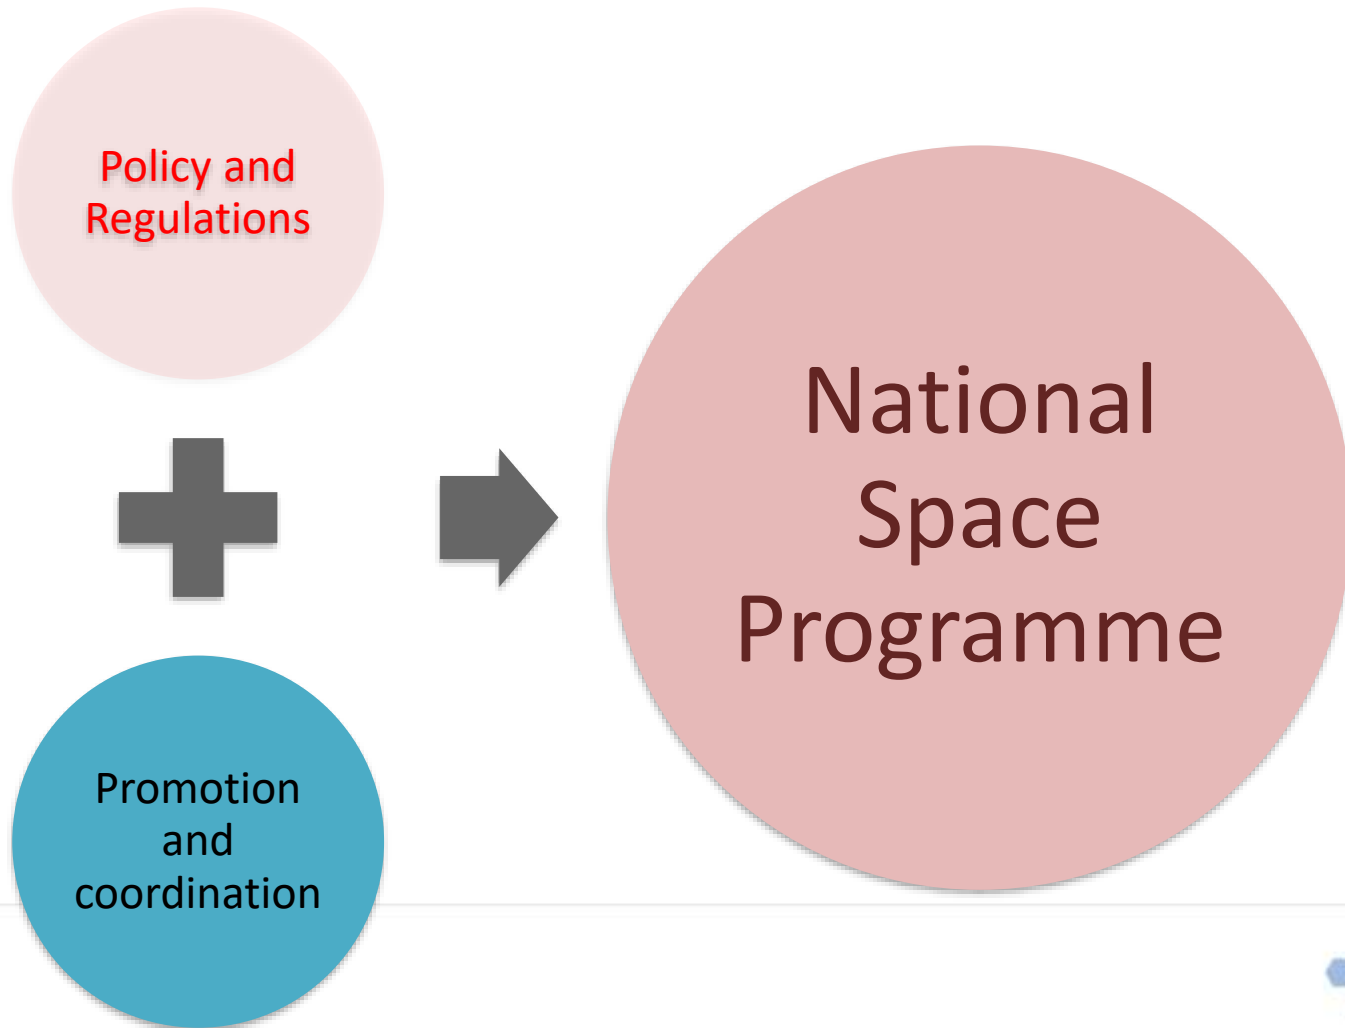 Policy and
Regulations
Promotion
and
coordination
National
Space
Programme